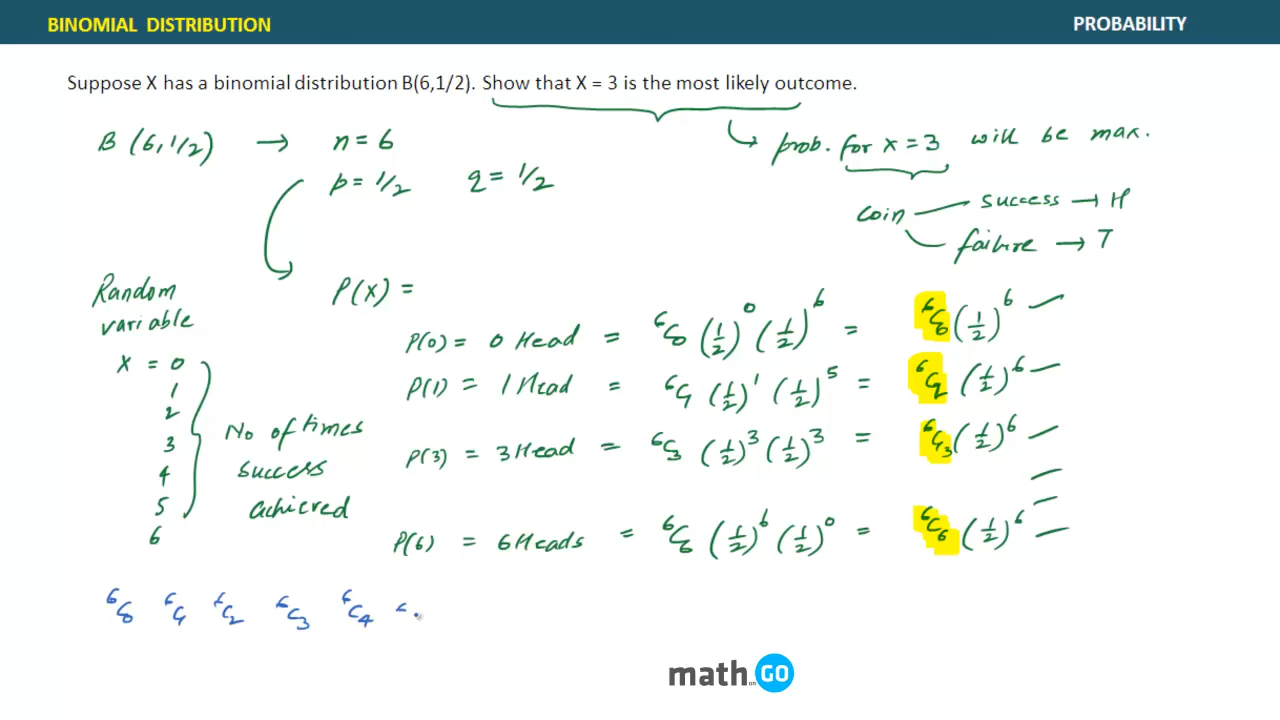 BINOMIAL DISTRIBUTION PROBABILITY
Suppose X has a binomial distribution B(6,1/2). Show that X = 3 is the most likely outcome.
B (6, 1/2) → n = 6
p = 1/2 q = 1/2
prob. for x = 3 will be max.
coin success → H
failure → T
Random
variable
X = 0
1
2
3
4
5
6
No of times
success
achieved
P(X) =
P(0) = 0 Head = ⁶C₀ (1/2)⁰ (1/2)⁶ = ⁶C₀ (1/2)⁶
P(1) = 1 Head = ⁶C₁ (1/2)¹ (1/2)⁵ = ⁶C₁ (1/2)⁶
P(3) = 3 Head = ⁶C₃ (1/2)³ (1/2)³ = ⁶C₃ (1/2)⁶
P(6) = 6 Heads = ⁶C₆ (1/2)⁶ (1/2)⁰ = ⁶C₆ (1/2)⁶
⁶C₀ ⁶C₁ ⁶C₂ ⁶C₃ ⁶C₄
math on GO